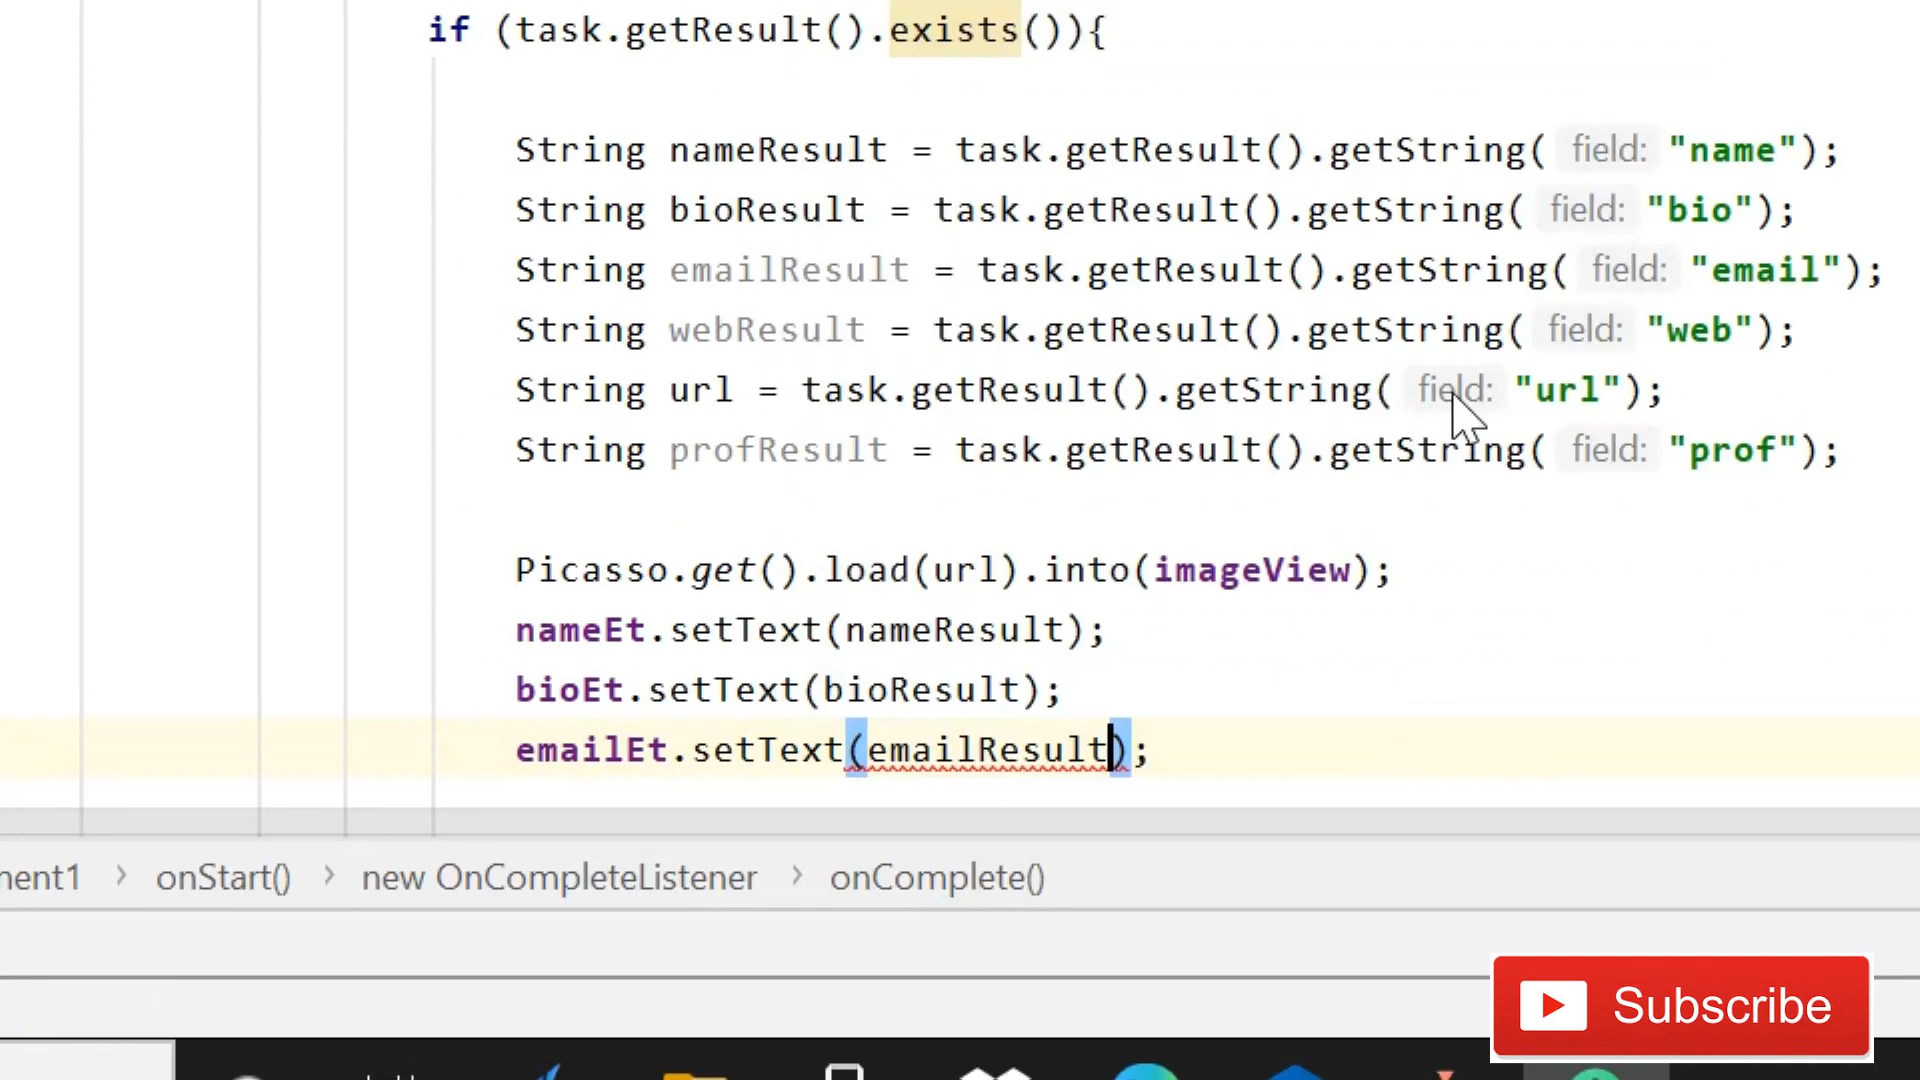 if (task.getResult().exists()){
String nameResult = task.getResult().getString( field: "name");
String bioResult = task.getResult().getString( field: "bio");
String emailResult = task.getResult().getString( field: "email");
String webResult = task.getResult().getString( field: "web");
String url = task.getResult().getString( field: "url");
String profResult = task.getResult().getString( field: "prof");
Picasso.get().load(url).into(imageView);
nameEt.setText(nameResult);
bioEt.setText(bioResult);
emailEt.setText(emailResult);
ment1 › onStart() › new OnCompleteListener › onComplete()
Subscribe